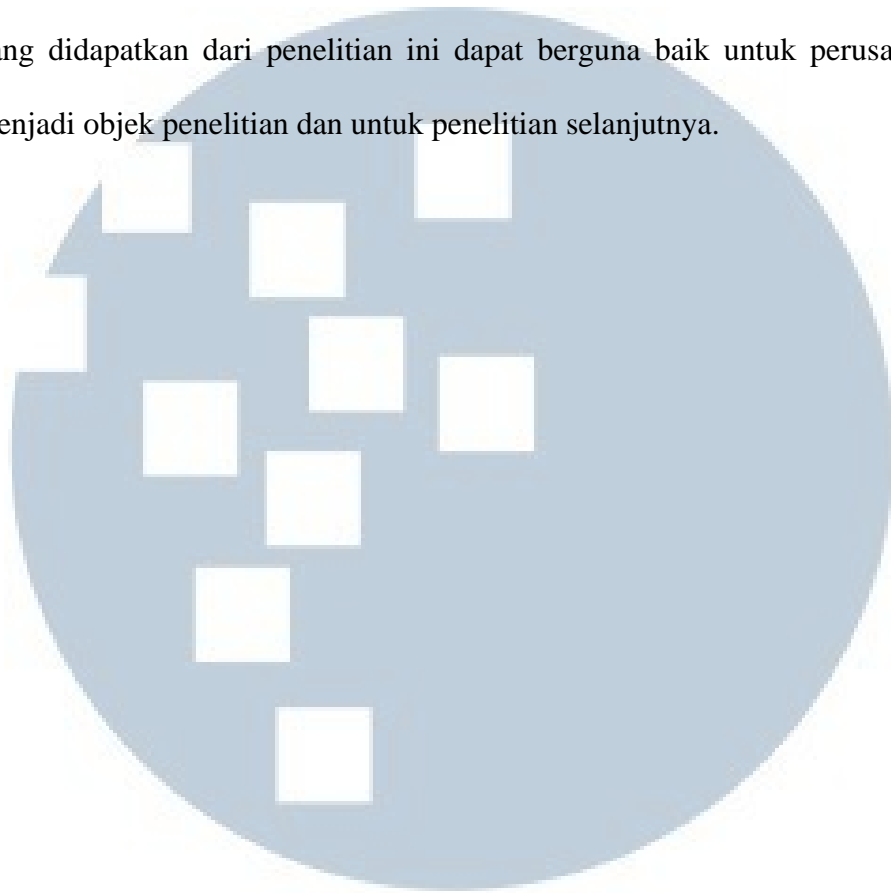 ang didapatkan dari penelitian ini dapat berguna baik untuk perusa
enjadi objek penelitian dan untuk penelitian selanjutnya.